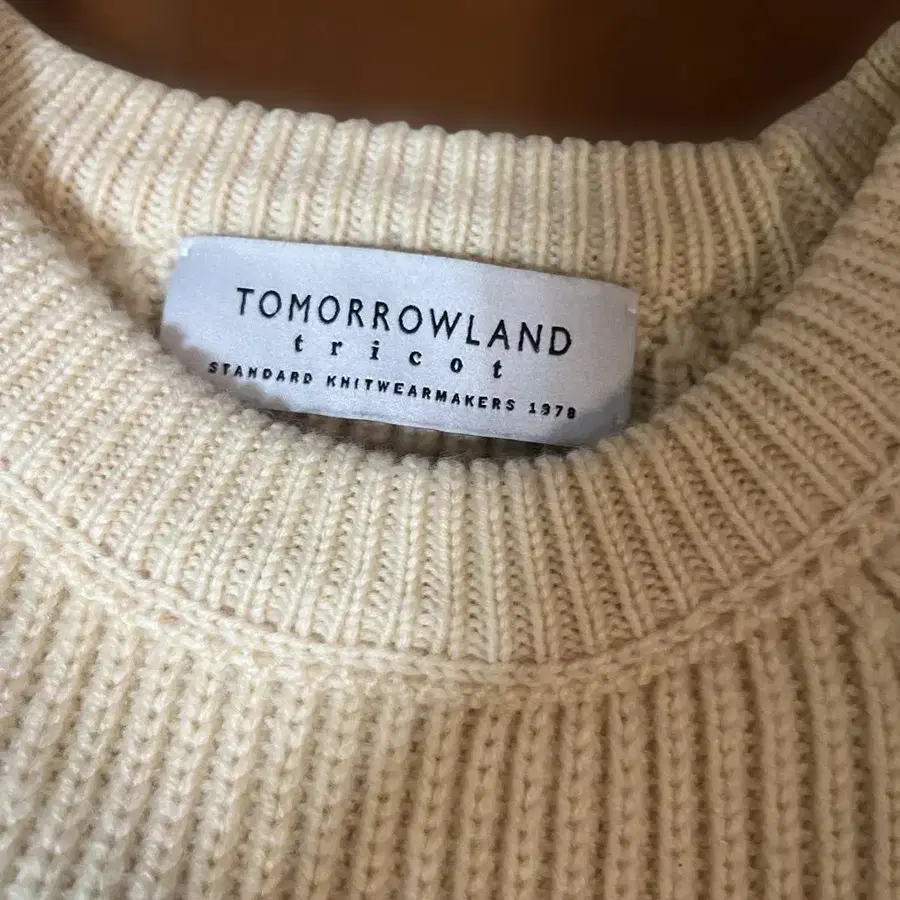 TOMORROWLAND
tricot
STANDARD KNITWEARMAKERS 1978